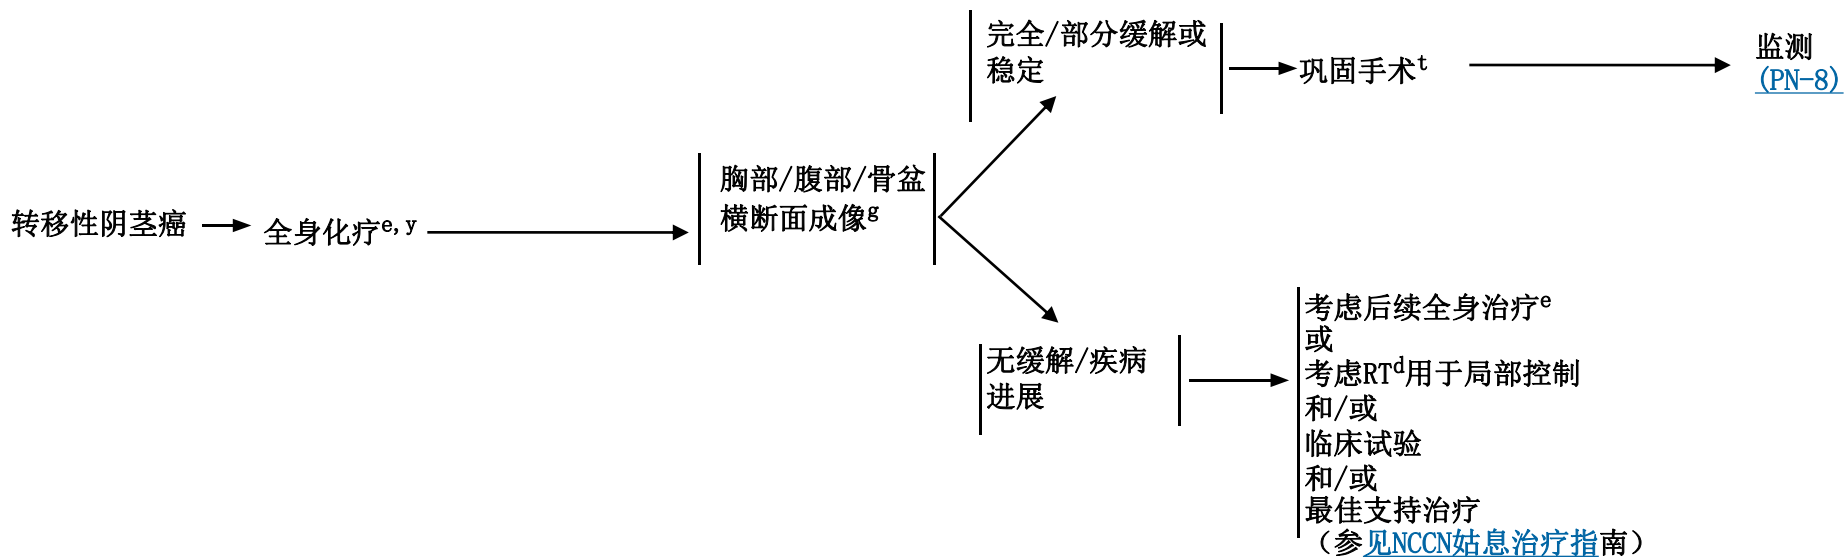 转移性阴茎癌
全身化疗e, y
胸部/腹部/骨盆
横断面成像g
完全/部分缓解或
稳定
巩固手术t
监测
(PN-8)
无缓解/疾病
进展
考虑后续全身治疗e
或
考虑RTd用于局部控制
和/或
临床试验
和/或
最佳支持治疗
（参见NCCN姑息治疗指南）